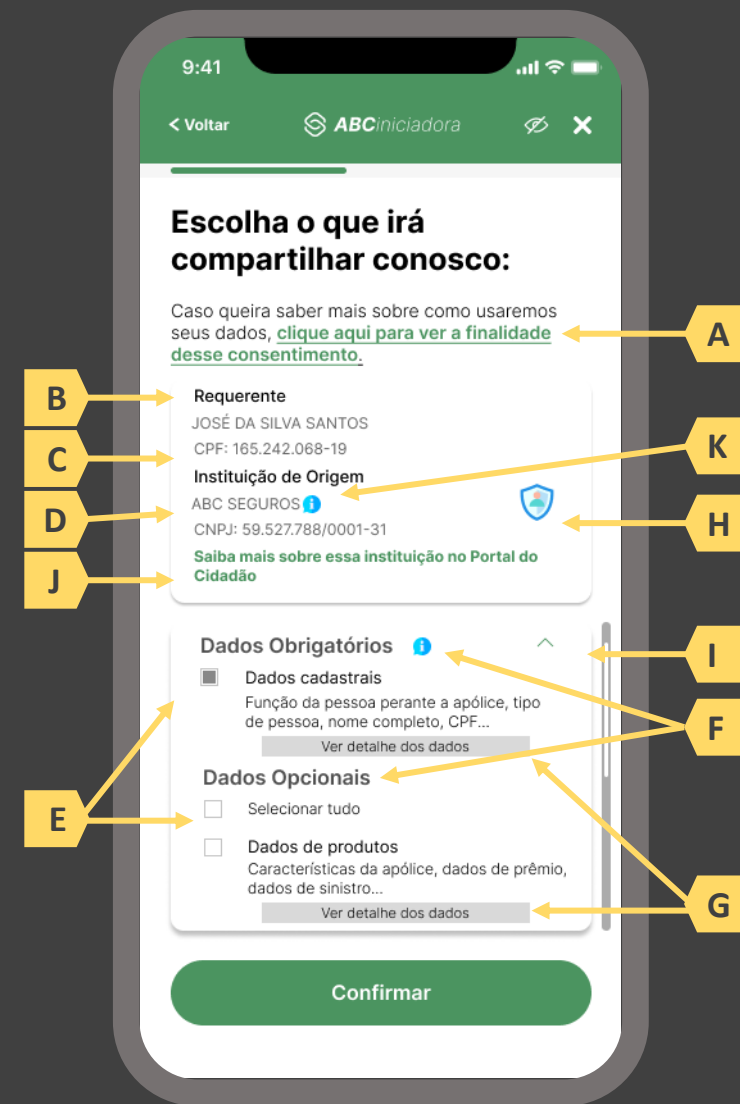 9:41
< Voltar
ABCiniciadora
Escolha o que irá
compartilhar conosco:
Caso queira saber mais sobre como usaremos
seus dados, clique aqui para ver a finalidade
desse consentimento.
A
B
Requerente
JOSÉ DA SILVA SANTOS
C
CPF: 165.242.068-19
K
Instituição de Origem
D
ABC SEGUROS
H
CNPJ: 59.527.788/0001-31
J
Saiba mais sobre essa instituição no Portal do
Cidadão
Dados Obrigatórios
I
Dados cadastrais
Função da pessoa perante a apólice, tipo
de pessoa, nome completo, CPF...
F
Ver detalhe dos dados
Dados Opcionais
E
Selecionar tudo
Dados de produtos
Características da apólice, dados de prêmio,
dados de sinistro...
G
Ver detalhe dos dados
Confirmar